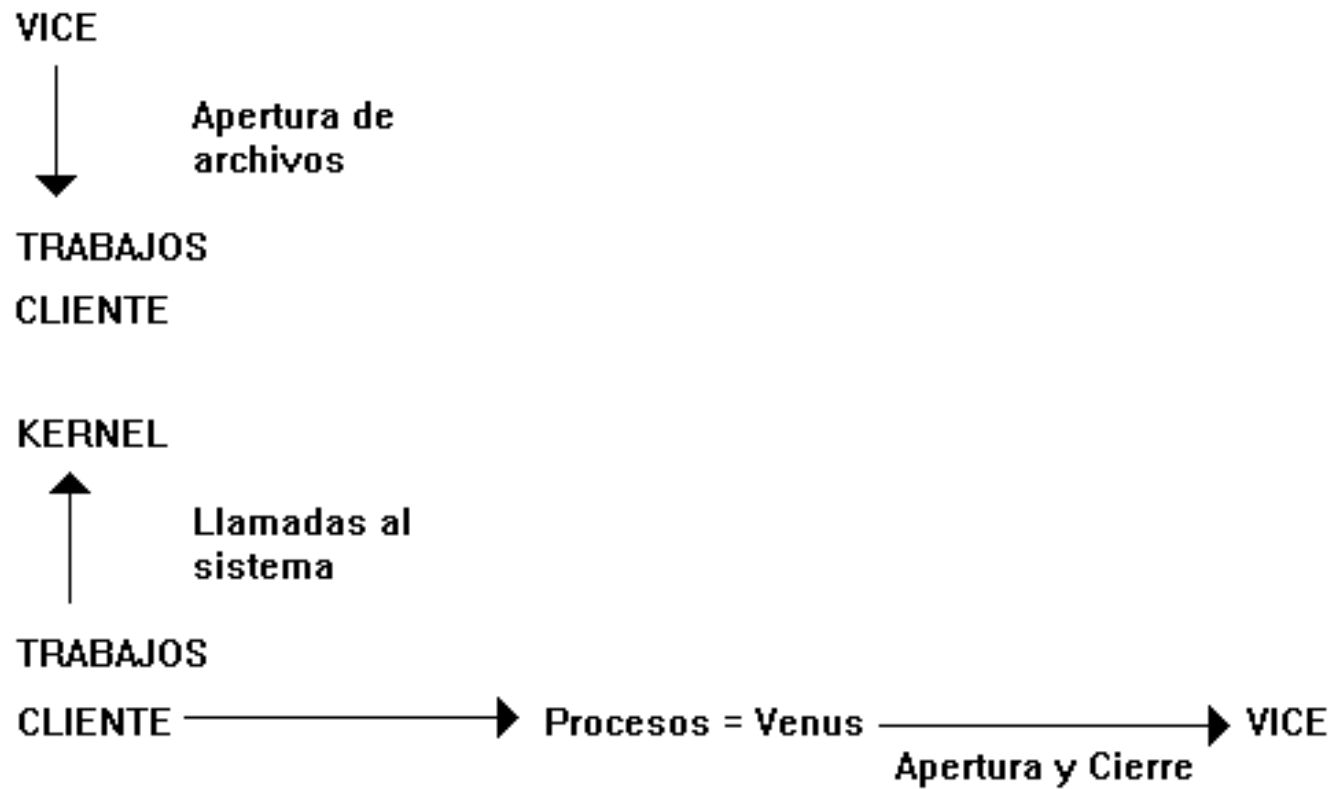 VICE
Apertura de
archivos
TRABAJOS
CLIENTE
KERNEL
Llamadas al
sistema
TRABAJOS
CLIENTE Procesos = Venus VICE
Apertura y Cierre